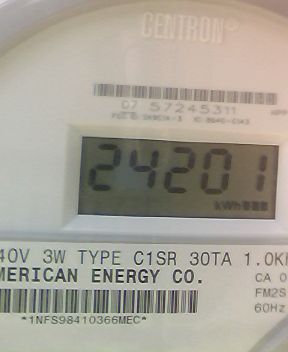 CENTRON®
07 57245311
24201
kWh
40V 3W TYPE C1SR 30TA 1.0K
MERICAN ENERGY CO.
CA 0
FM2S
60Hz
*1NFS98410366MEC*